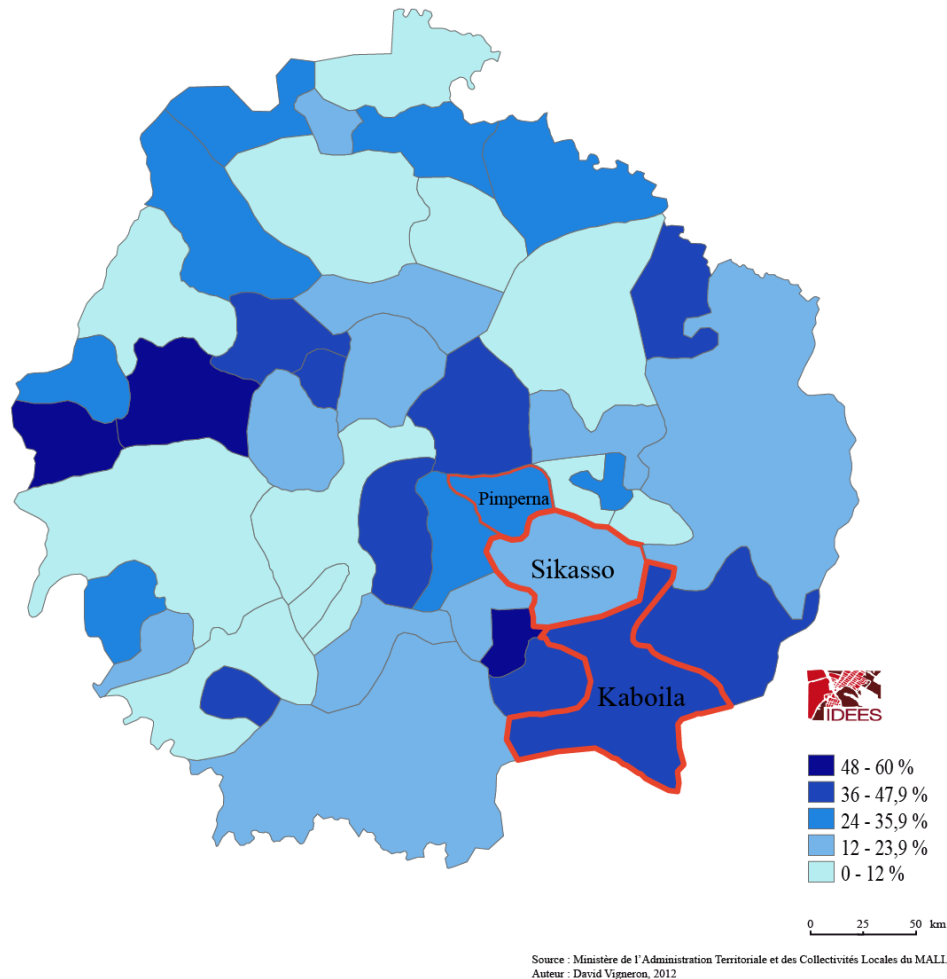 Pimperna
Sikasso
Kaboila
IDEES
48 - 60 %
36 - 47,9 %
24 - 35,9 %
12 - 23,9 %
0 - 12 %
0 25 50 km
Source : Ministère de l'Administration Territoriale et des Collectivités Locales du MALI.
Auteur : David Vigneron, 2012